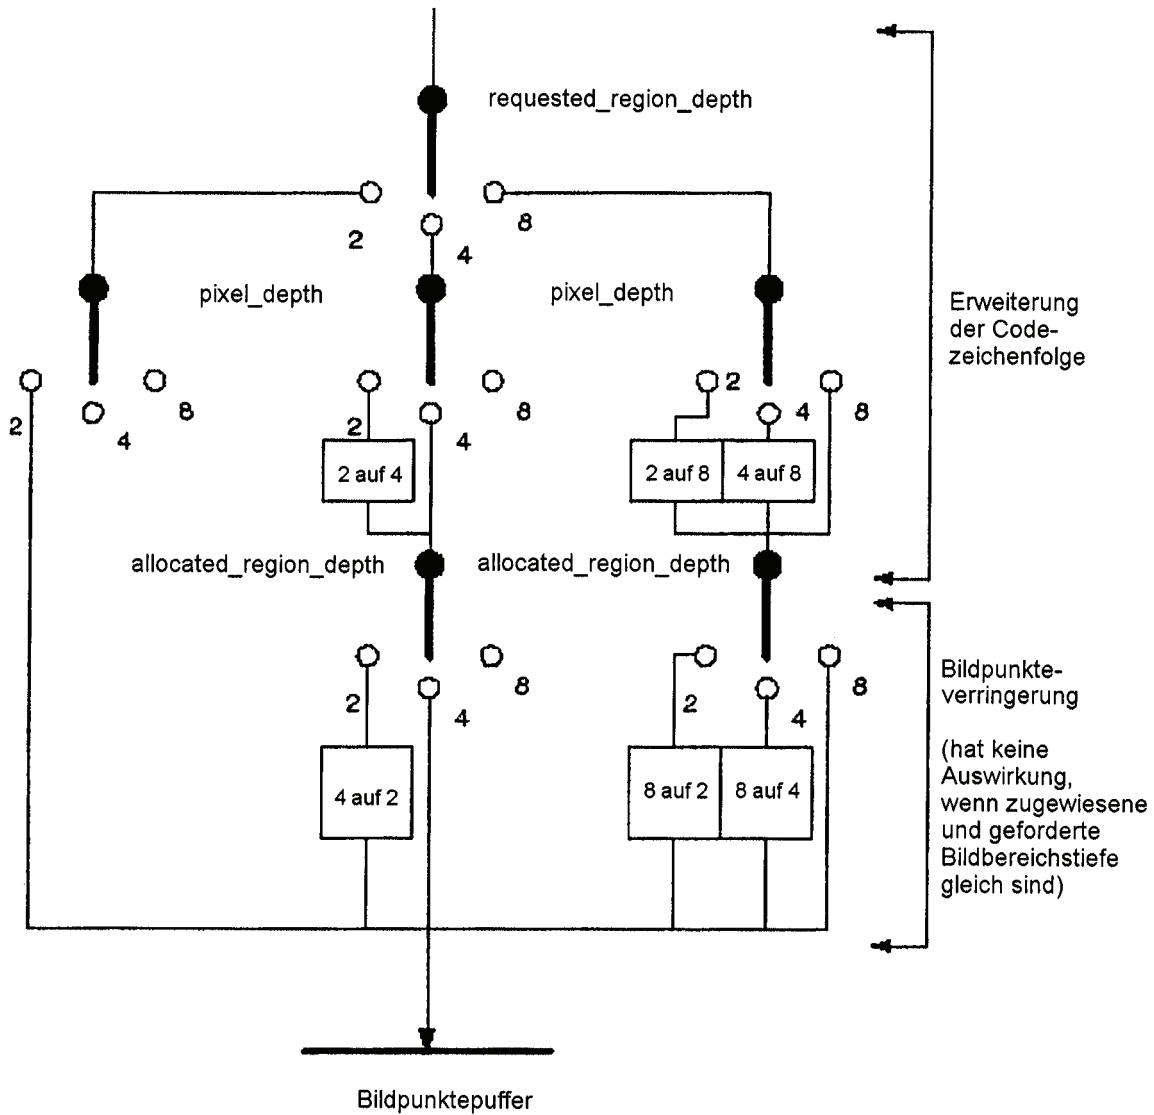 requested_region_depth
2
4
8
pixel_depth
pixel_depth
2
4
8
2
4
8
2
4
8
2 auf 4
2 auf 8
4 auf 8
Erweiterung
der Code-
zeichenfolge
allocated_region_depth
allocated_region_depth
2
4
8
2
4
8
4 auf 2
8 auf 2
8 auf 4
Bildpunkte-
verringerung
(hat keine
Auswirkung,
wenn zugewiesene
und geforderte
Bildbereichstiefe
gleich sind)
Bildpunktepuffer